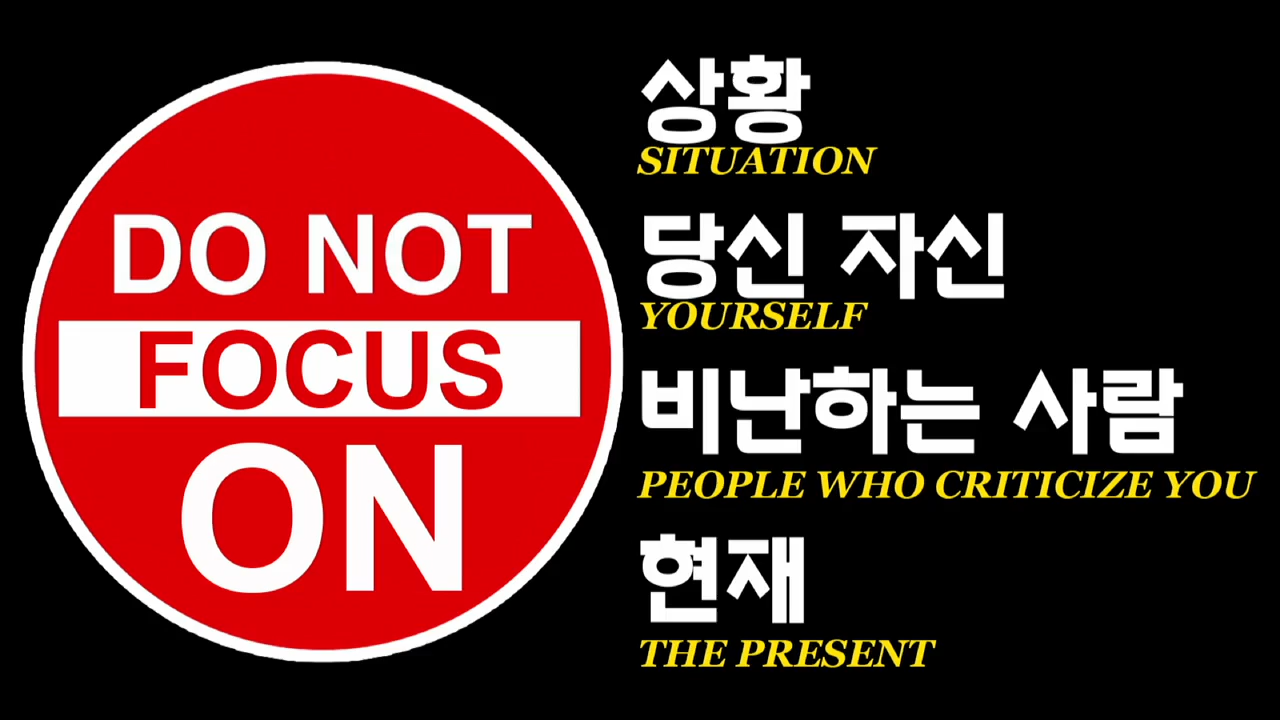 DO NOT
FOCUS
ON
상황
SITUATION
당신 자신
YOURSELF
비난하는 사람
PEOPLE WHO CRITICIZE YOU
현재
THE PRESENT